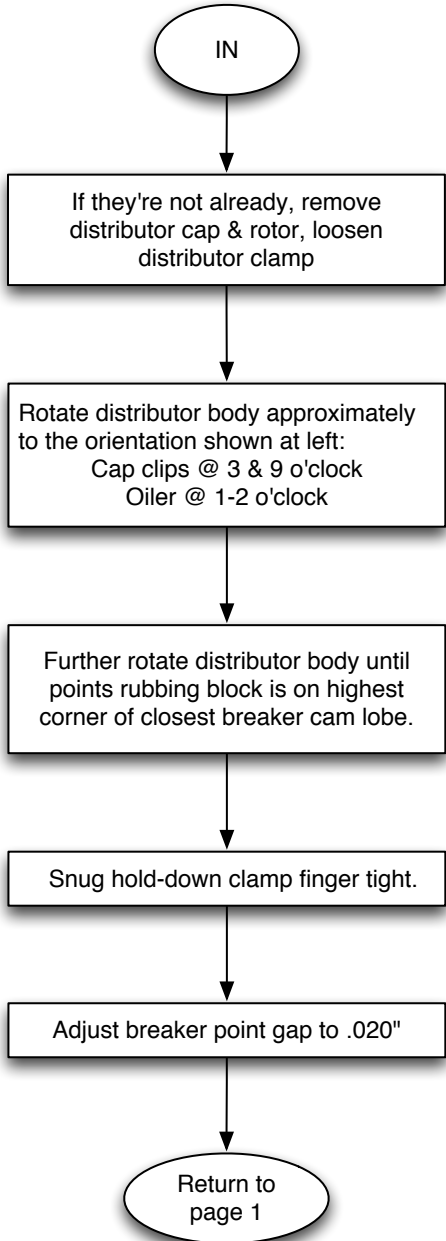 IN
If they're not already, remove
distributor cap & rotor, loosen
distributor clamp
Rotate distributor body approximately
to the orientation shown at left:
Cap clips @ 3 & 9 o'clock
Oiler @ 1-2 o'clock
Further rotate distributor body until
points rubbing block is on highest
corner of closest breaker cam lobe.
Snug hold-down clamp finger tight.
Adjust breaker point gap to .020"
Return to
page 1